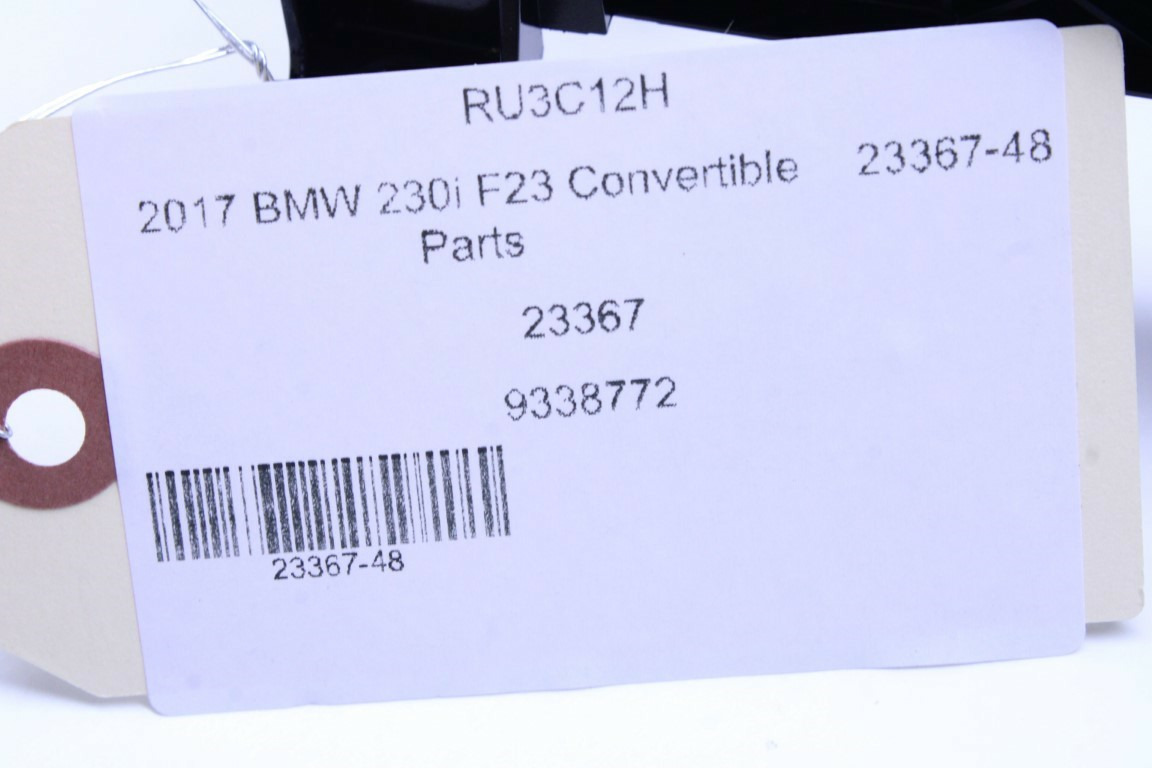 RU3C12H
2017 BMW 230i F23 Convertible 23367-48
Parts
23367
9338772
23367-48